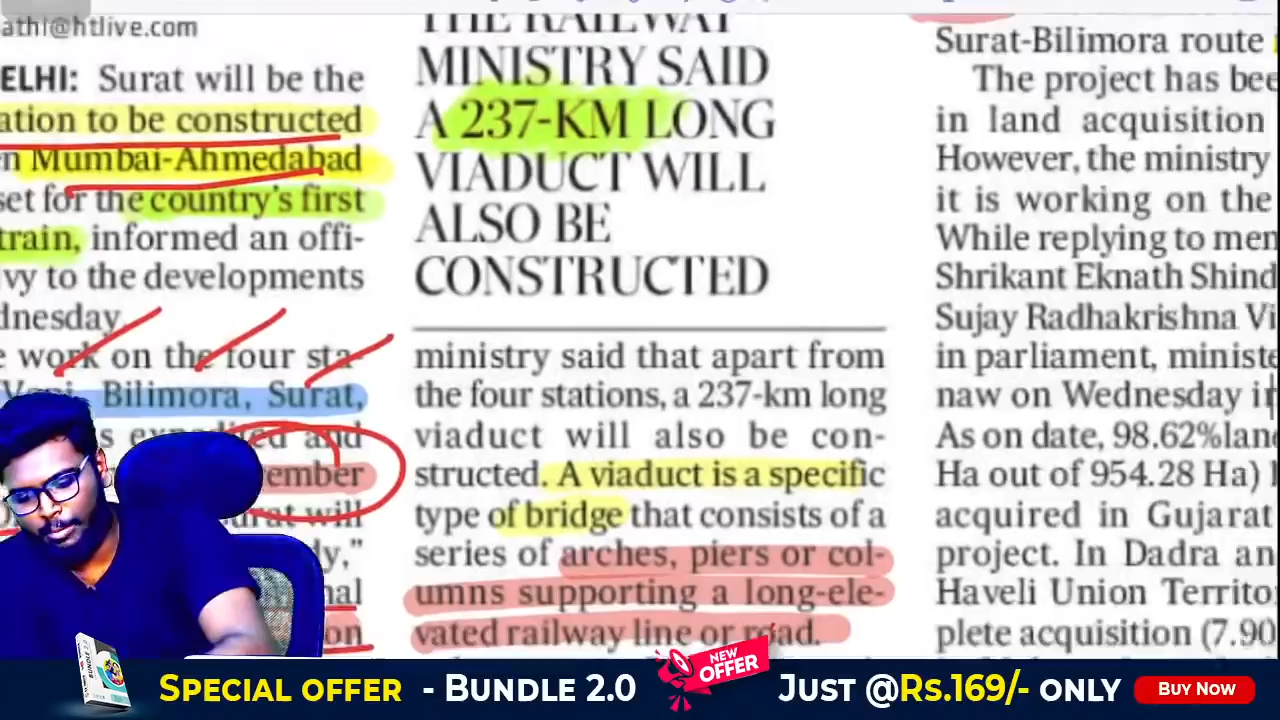 athi@htlive.com
ELHI: Surat will be the
ation to be constructed
n Mumbai-Ahmedabad
set for the country's first
train, informed an offi-
vy to the developments
dnesday
e work on the four sta-
Vapi, Bilimora, Surat,
s expedited and
ember
urat will
dy,"
nal
on
THE RAILWAY
MINISTRY SAID
A 237-KM LONG
VIADUCT WILL
ALSO BE
CONSTRUCTED
ministry said that apart from
the four stations, a 237-km long
viaduct will also be con-
structed. A viaduct is a specific
type of bridge that consists of a
series of arches, piers or col-
umns supporting a long-ele-
vated railway line or road.
Surat-Bilimora route
The project has bee
in land acquisition
However, the ministry
it is working on the
While replying to mem
Shrikant Eknath Shind
Sujay Radhakrishna Vi
in parliament, ministe
naw on Wednesday i
As on date, 98.62% lan
Ha out of 954.28 Ha)
acquired in Gujarat
project. In Dadra an
Haveli Union Territo
plete acquisition (7.90
BUNDLE
SPECIAL OFFER - BUNDLE 2.0
NEW
OFFER
JUST @Rs.169/- ONLY
Buy Now